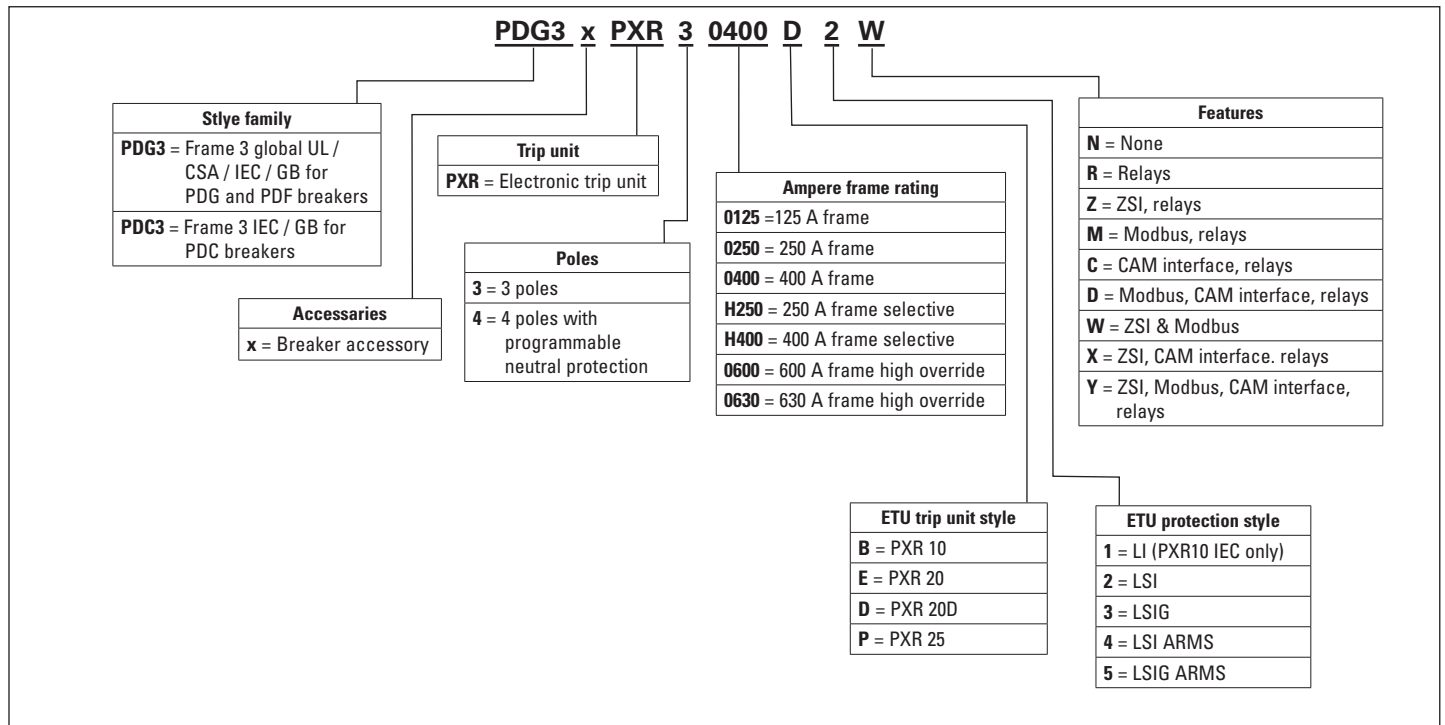 PDG3 x PXR 3 0400 D 2 W
Stlye family
PDG3 = Frame 3 global UL /
CSA / IEC / GB for
PDG and PDF breakers
PDC3 = Frame 3 IEC / GB for
PDC breakers
Accessaries
x = Breaker accessory
Trip unit
PXR = Electronic trip unit
Poles
3 = 3 poles
4 = 4 poles with
programmable
neutral protection
Ampere frame rating
0125 =125 A frame
0250 = 250 A frame
0400 = 400 A frame
H250 = 250 A frame selective
H400 = 400 A frame selective
0600 = 600 A frame high override
0630 = 630 A frame high override
ETU trip unit style
B = PXR 10
E = PXR 20
D = PXR 20D
P = PXR 25
ETU protection style
1 = LI (PXR10 IEC only)
2 = LSI
3 = LSIG
4 = LSI ARMS
5 = LSIG ARMS
Features
N = None
R = Relays
Z = ZSI, relays
M = Modbus, relays
C = CAM interface, relays
D = Modbus, CAM interface, relays
W = ZSI & Modbus
X = ZSI, CAM interface. relays
Y = ZSI, Modbus, CAM interface,
relays